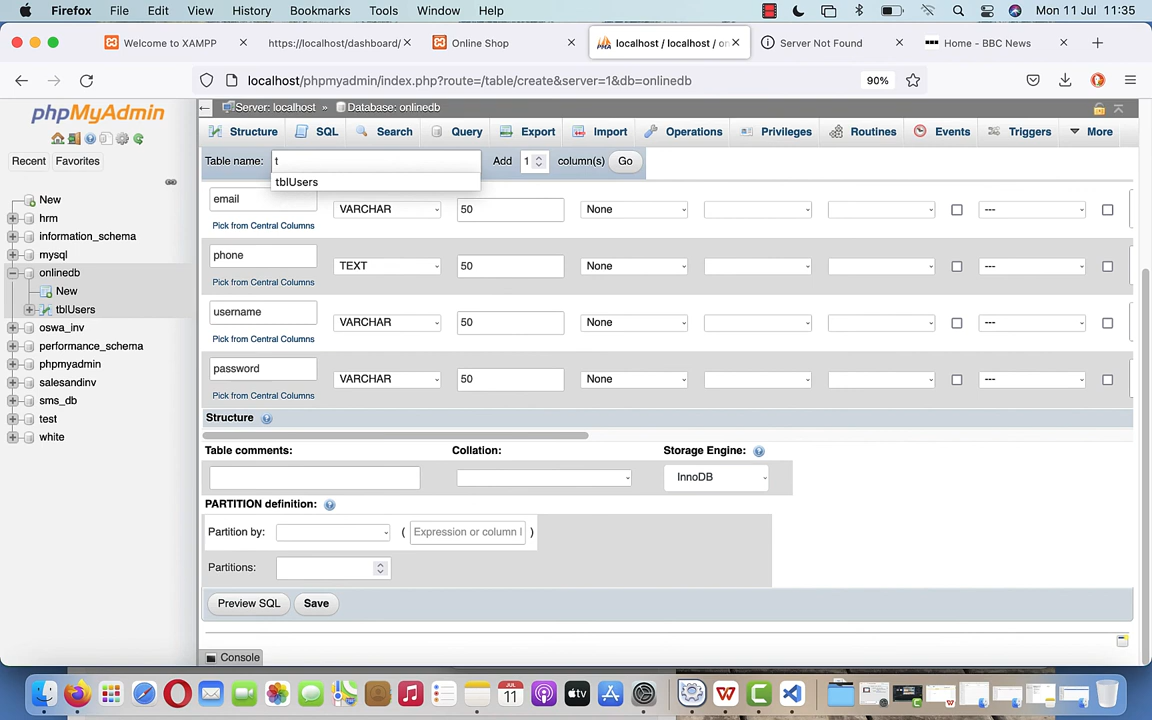 Firefox File Edit View History Bookmarks Tools Window Help Mon 11 Jul 11:35
Welcome to XAMPP https://localhost/dashboard/ Online Shop localhost / localhost / on Server Not Found Home - BBC News
localhost/phpmyadmin/index.php?route=/table/create&server=1&db=onlinedb 90%
phpMyAdmin
Recent Favorites
New
hrm
information_schema
mysql
onlinedb
New
tblUsers
oswa_inv
performance_schema
phpmyadmin
salesandinv
sms_db
test
white
Server: localhost » Database: onlinedb
Structure SQL Search Query Export Import Operations Privileges Routines Events Triggers More
Table name: t Add 1 column(s) Go
tblUsers
email VARCHAR 50 None ---
Pick from Central Columns
phone TEXT 50 None ---
Pick from Central Columns
username VARCHAR 50 None ---
Pick from Central Columns
password VARCHAR 50 None ---
Pick from Central Columns
Structure
Table comments: Collation: Storage Engine:
InnoDB
PARTITION definition:
Partition by: ( Expression or column l )
Partitions:
Preview SQL Save
Console
JUL
11
tv